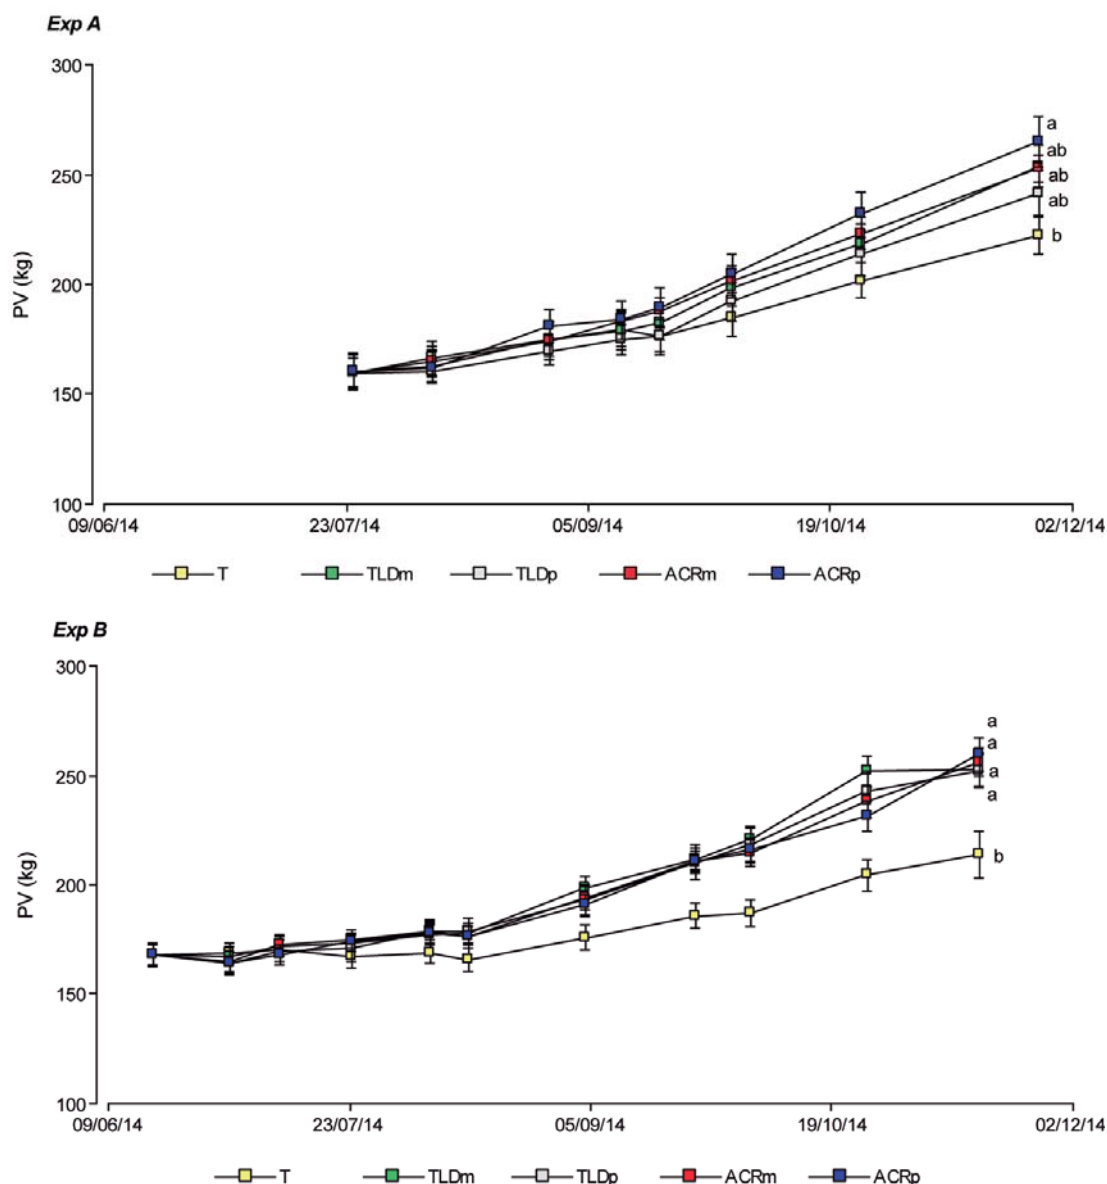 Exp A
300
a
ab
250
ab
ab
b
PV (kg)
200
150
100
09/06/14 23/07/14 05/09/14 19/10/14 02/12/14
T TLDm TLDp ACRm ACRp
Exp B
300
a
a
250
a
a
b
PV (kg)
200
150
100
09/06/14 23/07/14 05/09/14 19/10/14 02/12/14
T TLDm TLDp ACRm ACRp